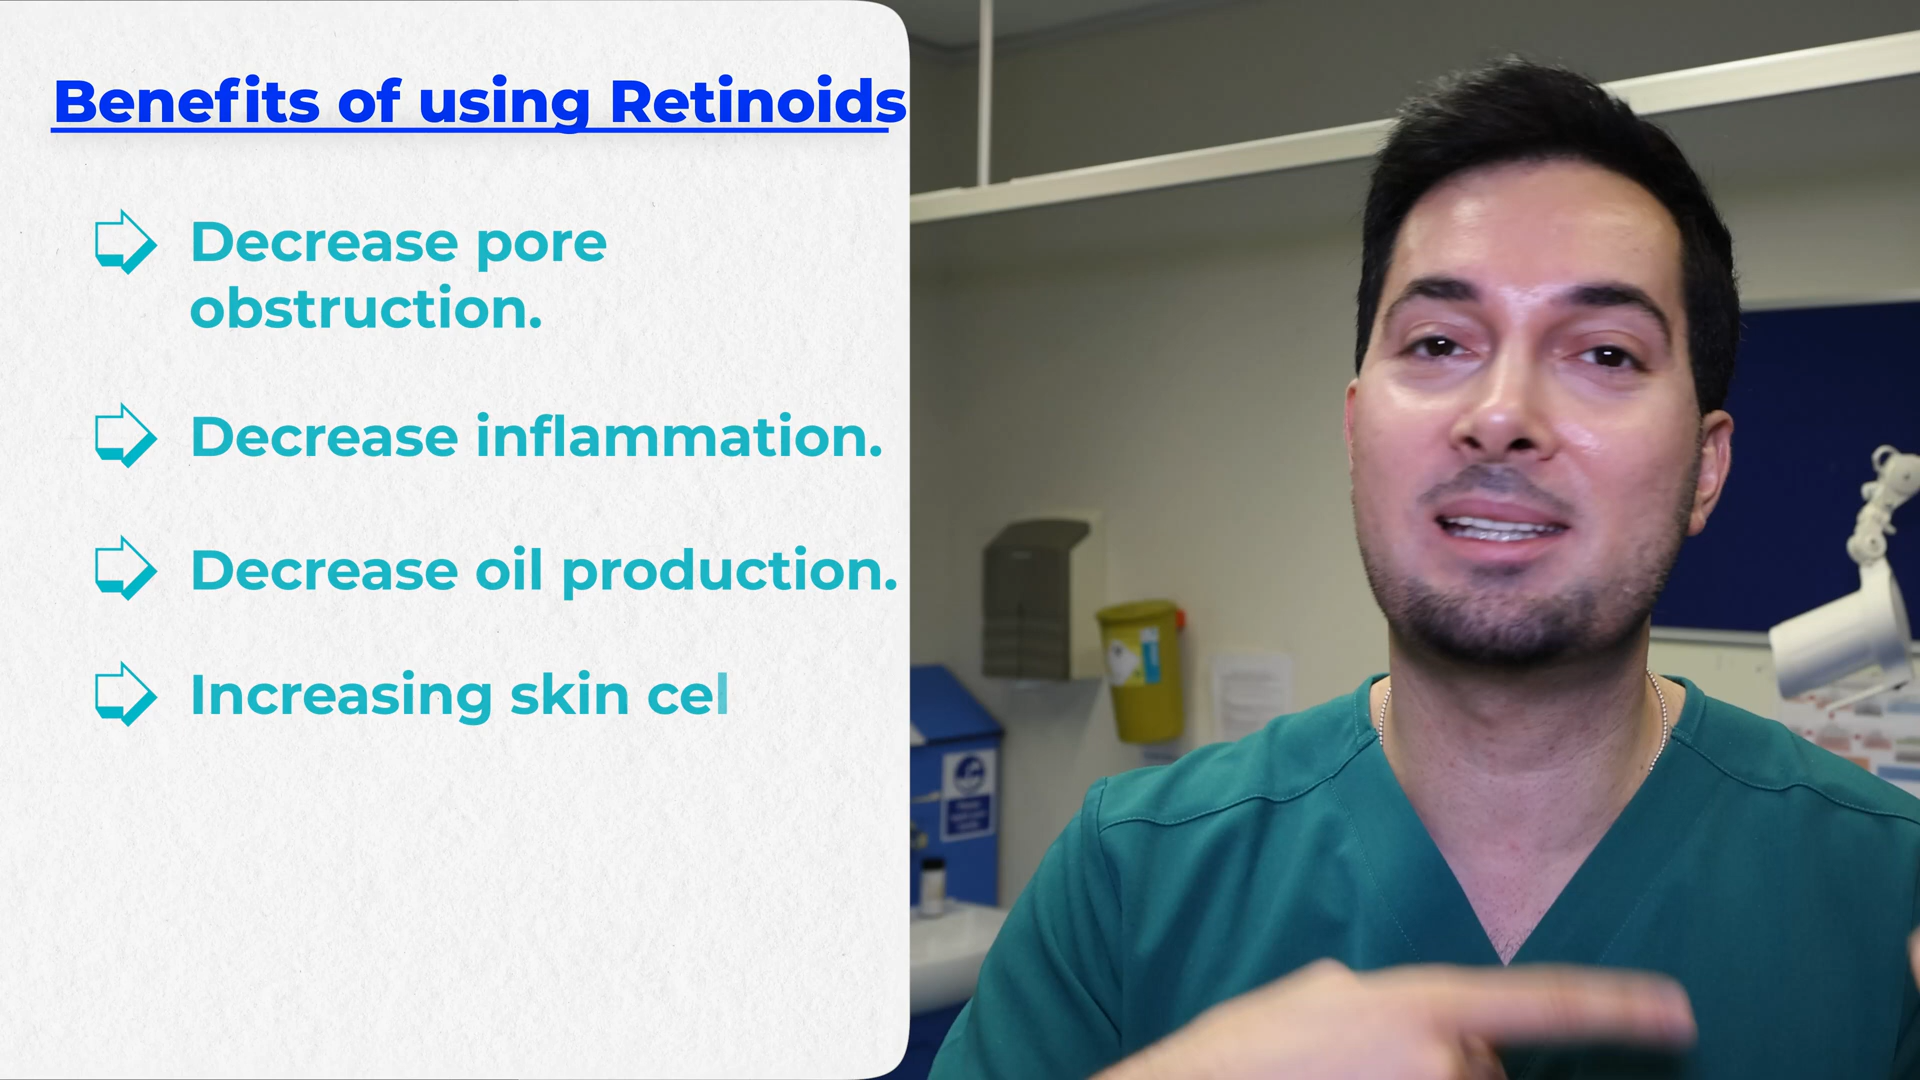 Benefits of using Retinoids
Decrease pore
obstruction.
Decrease inflammation.
Decrease oil production.
Increasing skin cel